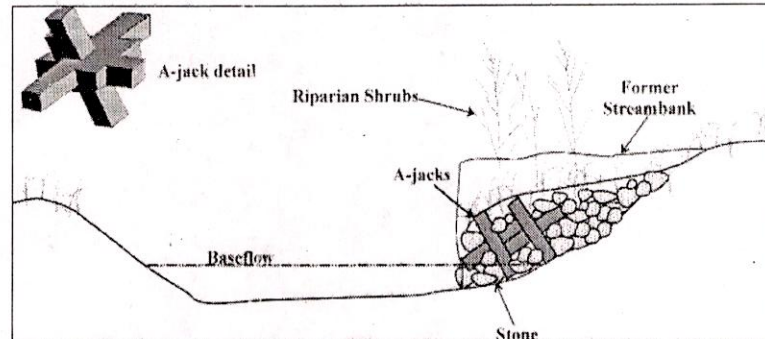 A-jack detail
Riparian Shrubs
Former
Streambank
A-jacks
Baseflow
Stone